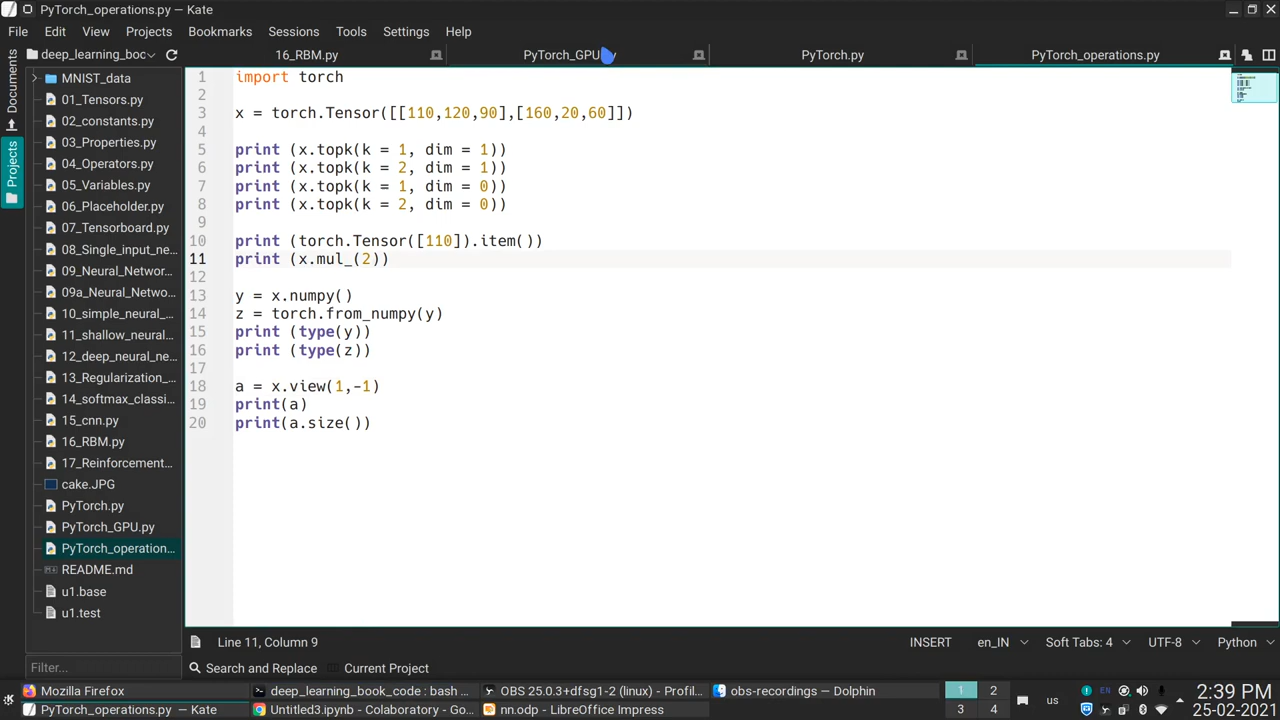 PyTorch_operations.py — Kate
File Edit View Projects Bookmarks Sessions Tools Settings Help
deep_learning_boc 16_RBM.py PyTorch_GPU PyTorch.py PyTorch_operations.py
Documents
Projects
MNIST_data
01_Tensors.py
02_constants.py
03_Properties.py
04_Operators.py
05_Variables.py
06_Placeholder.py
07_Tensorboard.py
08_Single_input_ne...
09_Neural_Networ...
09a_Neural_Netwo...
10_simple_neural_...
11_shallow_neural...
12_deep_neural_ne...
13_Regularization_...
14_softmax_classi...
15_cnn.py
16_RBM.py
17_Reinforcement...
cake.JPG
PyTorch.py
PyTorch_GPU.py
PyTorch_operation...
README.md
u1.base
u1.test
Filter...
1 import torch
2
3 x = torch.Tensor([[110,120,90],[160,20,60]])
4
5 print (x.topk(k = 1, dim = 1))
6 print (x.topk(k = 2, dim = 1))
7 print (x.topk(k = 1, dim = 0))
8 print (x.topk(k = 2, dim = 0))
9
10 print (torch.Tensor([110]).item())
11 print (x.mul_(2))
12
13 y = x.numpy()
14 z = torch.from_numpy(y)
15 print (type(y))
16 print (type(z))
17
18 a = x.view(1,-1)
19 print(a)
20 print(a.size())
Line 11, Column 9 INSERT en_IN Soft Tabs: 4 UTF-8 Python
Search and Replace Current Project
Mozilla Firefox deep_learning_book_code : bash ... OBS 25.0.3+dfsg1-2 (linux) - Profil... obs-recordings — Dolphin 1 2 EN 2:39 PM
PyTorch_operations.py — Kate Untitled3.ipynb - Colaboratory - Go... nn.odp - LibreOffice Impress 3 4 us 25-02-2021